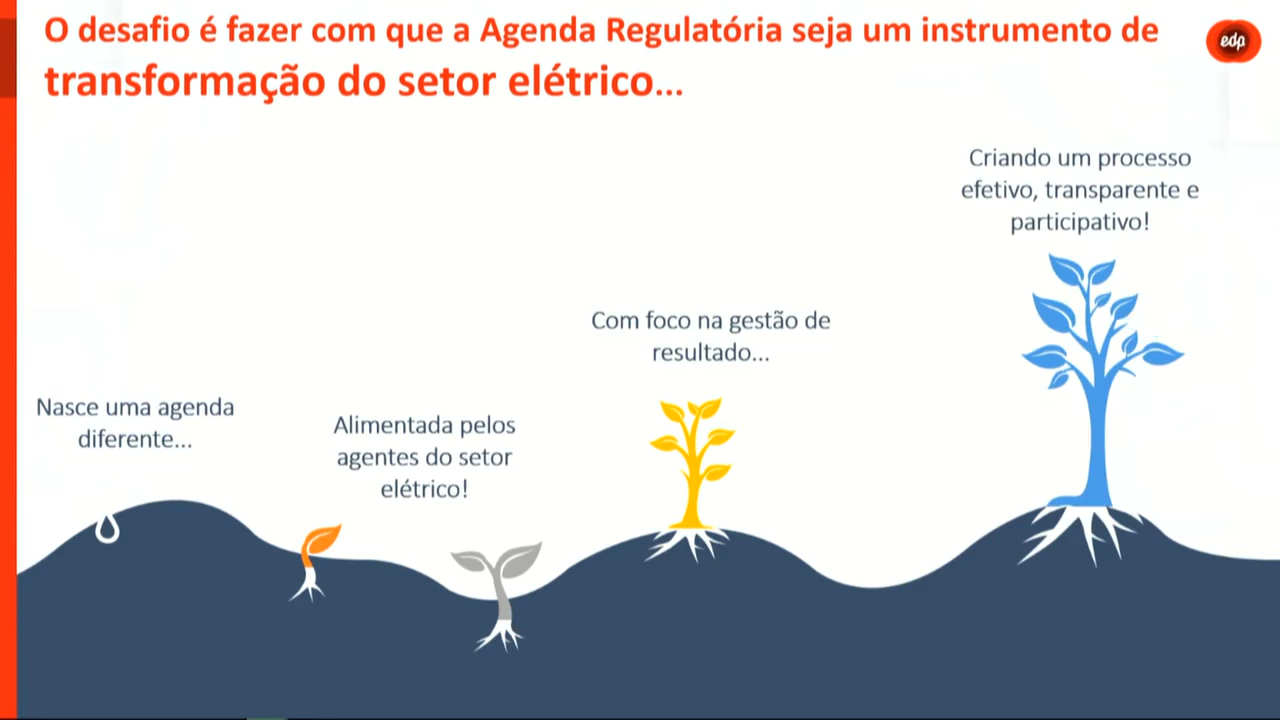 O desafio é fazer com que a Agenda Regulatória seja um instrumento de
transformação do setor elétrico...
edp
Criando um processo
efetivo, transparente e
participativo!
Com foco na gestão de
resultado...
Nasce uma agenda
diferente...
Alimentada pelos
agentes do setor
elétrico!